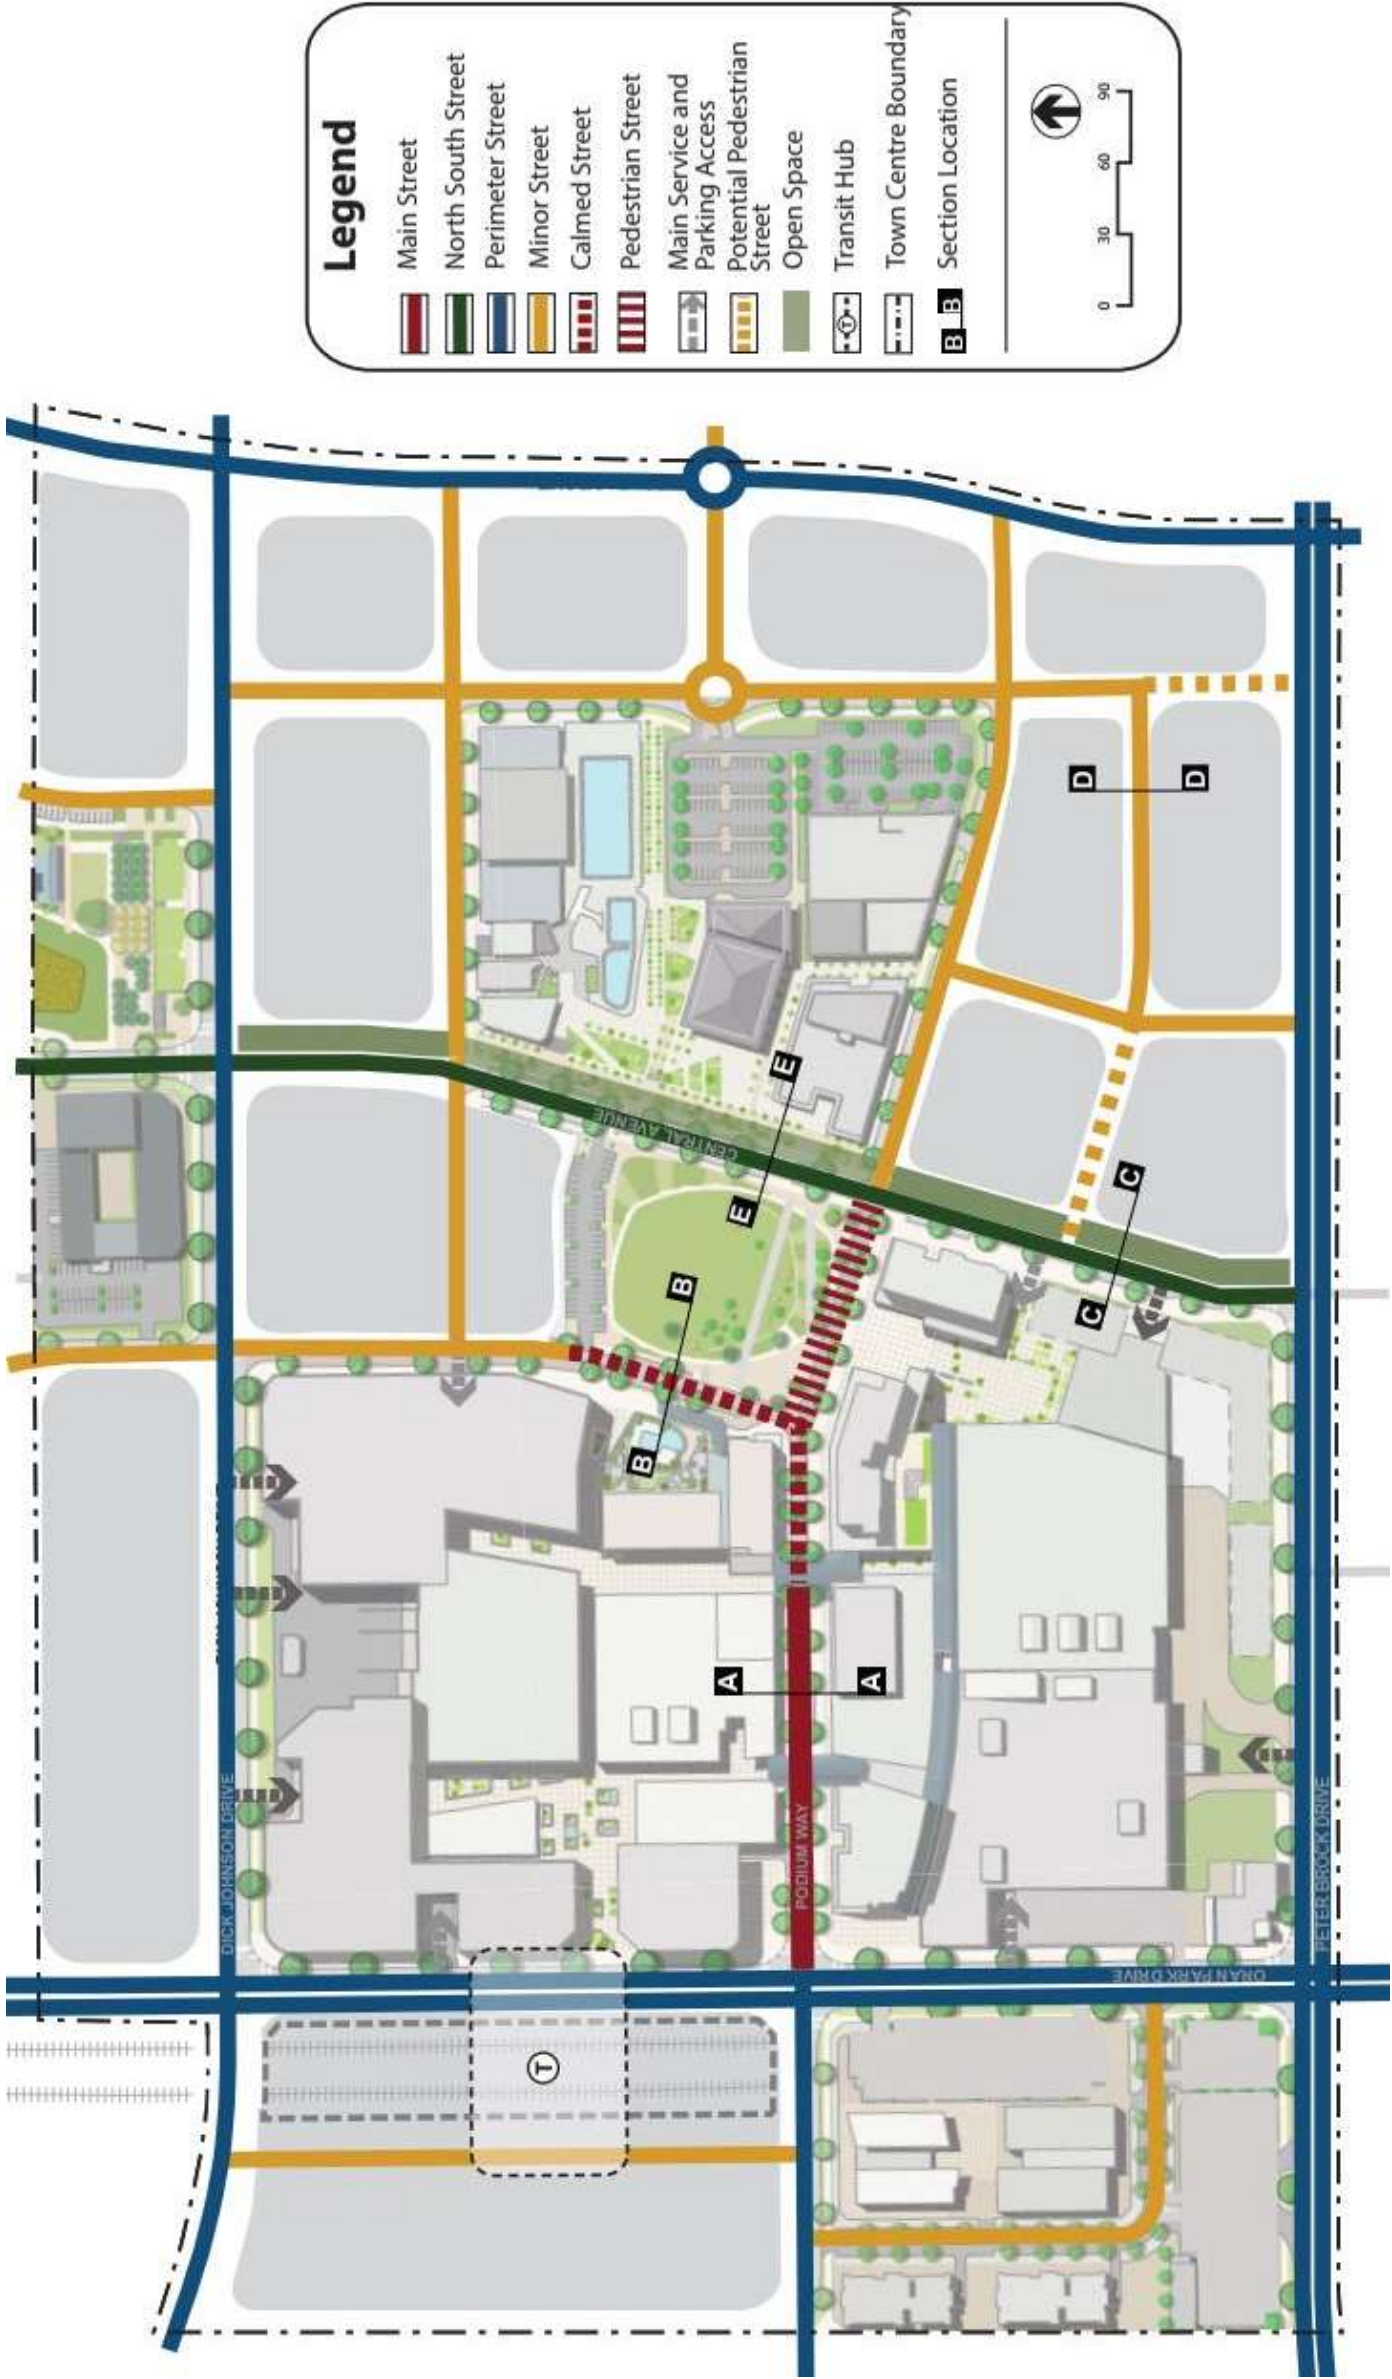 Legend
Main Street
North South Street
Perimeter Street
Minor Street
Calmed Street
Pedestrian Street
Main Service and
Parking Access
Potential Pedestrian
Street
Open Space
T
Transit Hub
Town Centre Boundary
B B
Section Location
0 30 60 90
DICK JOHNSON DRIVE
PODIUM WAY
CENTRAL AVENUE
PETER BROCK DRIVE
ORAN PARK DRIVE
T
A
A
B
B
C
C
D
D
E
E